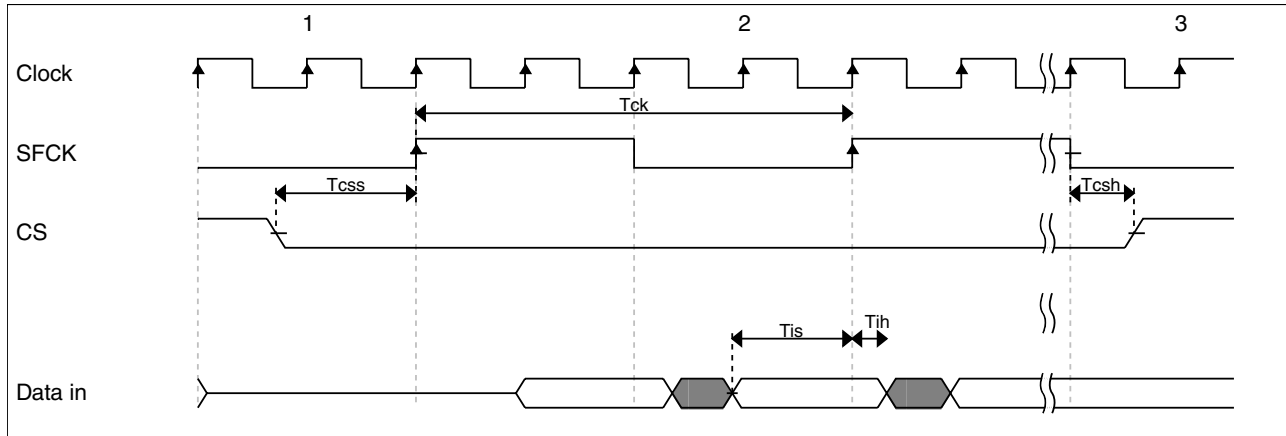 1 2 3
Clock
Tck
SFCK
Tcss Tcsh
CS
Tis Tih
Data in